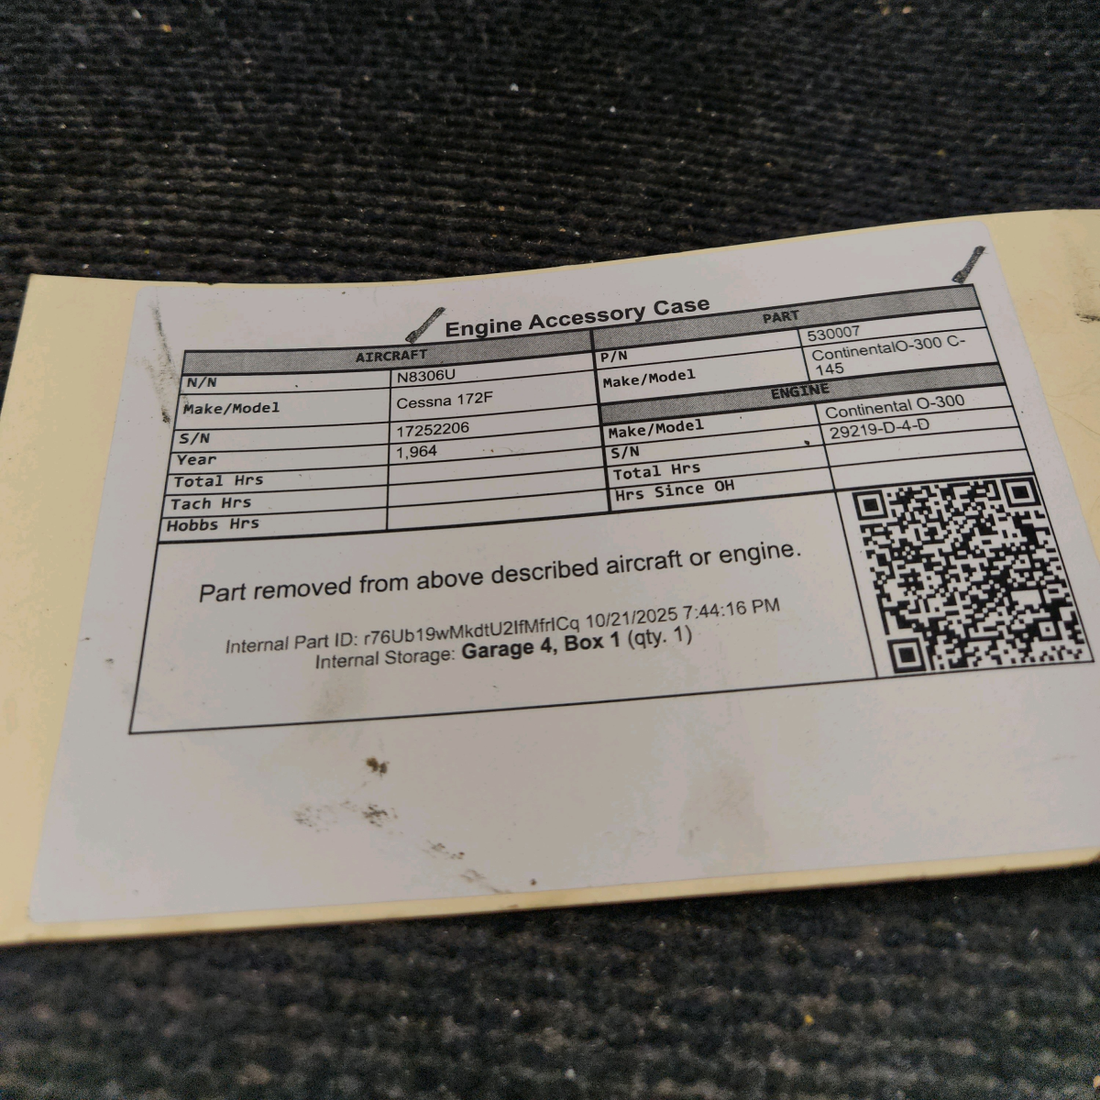 Engine Accessory Case
AIRCRAFT
N/N N8306U
Make/Model Cessna 172F
S/N 17252206
Year 1,964
Total Hrs
Tach Hrs
Hobbs Hrs
PART
P/N 530007
Make/Model ContinentalO-300 C-
145
ENGINE
Make/Model Continental O-300
S/N 29219-D-4-D
Total Hrs
Hrs Since OH
Part removed from above described aircraft or engine.
Internal Part ID: r76Ub19wMkdtU2IfMfrICq 10/21/2025 7:44:16 PM
Internal Storage: Garage 4, Box 1 (qty. 1)